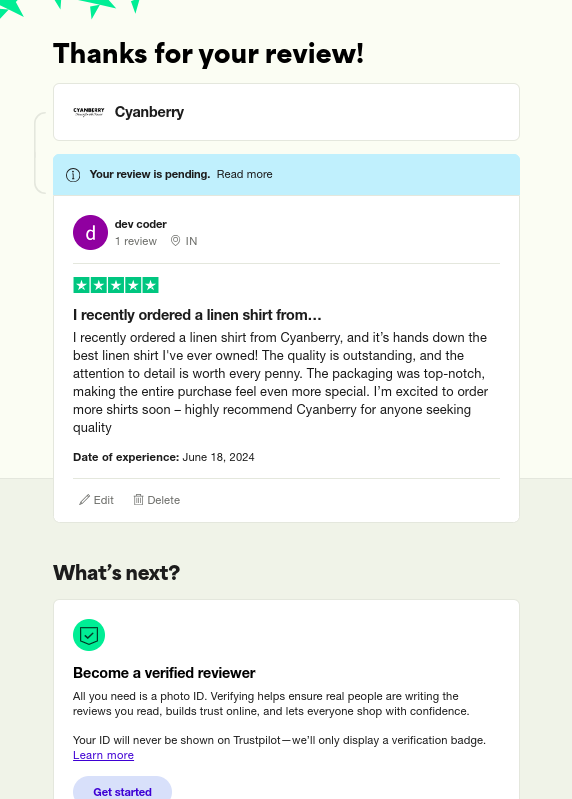 Thanks for your review!
CYANBERRY
Cyanberry
Your review is pending. Read more
d
dev coder
1 review IN
I recently ordered a linen shirt from…
I recently ordered a linen shirt from Cyanberry, and it’s hands down the
best linen shirt I've ever owned! The quality is outstanding, and the
attention to detail is worth every penny. The packaging was top-notch,
making the entire purchase feel even more special. I’m excited to order
more shirts soon – highly recommend Cyanberry for anyone seeking
quality
Date of experience: June 18, 2024
Edit Delete
What’s next?
Become a verified reviewer
All you need is a photo ID. Verifying helps ensure real people are writing the
reviews you read, builds trust online, and lets everyone shop with confidence.
Your ID will never be shown on Trustpilot—we’ll only display a verification badge.
Learn more
Get started